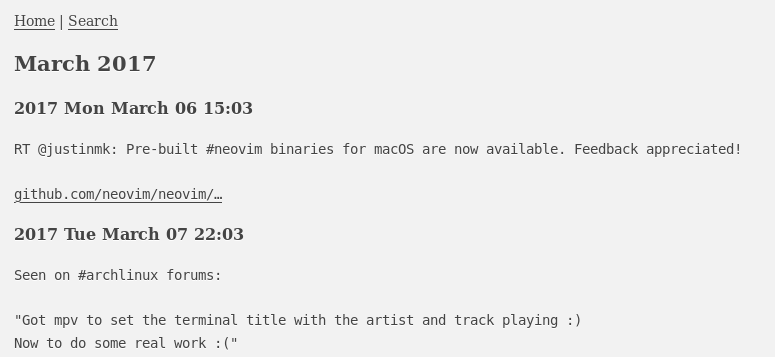 Home | Search
March 2017
2017 Mon March 06 15:03
RT @justinmk: Pre-built #neovim binaries for macOS are now available. Feedback appreciated!
github.com/neovim/neovim/…
2017 Tue March 07 22:03
Seen on #archlinux forums:
"Got mpv to set the terminal title with the artist and track playing :)
Now to do some real work :("